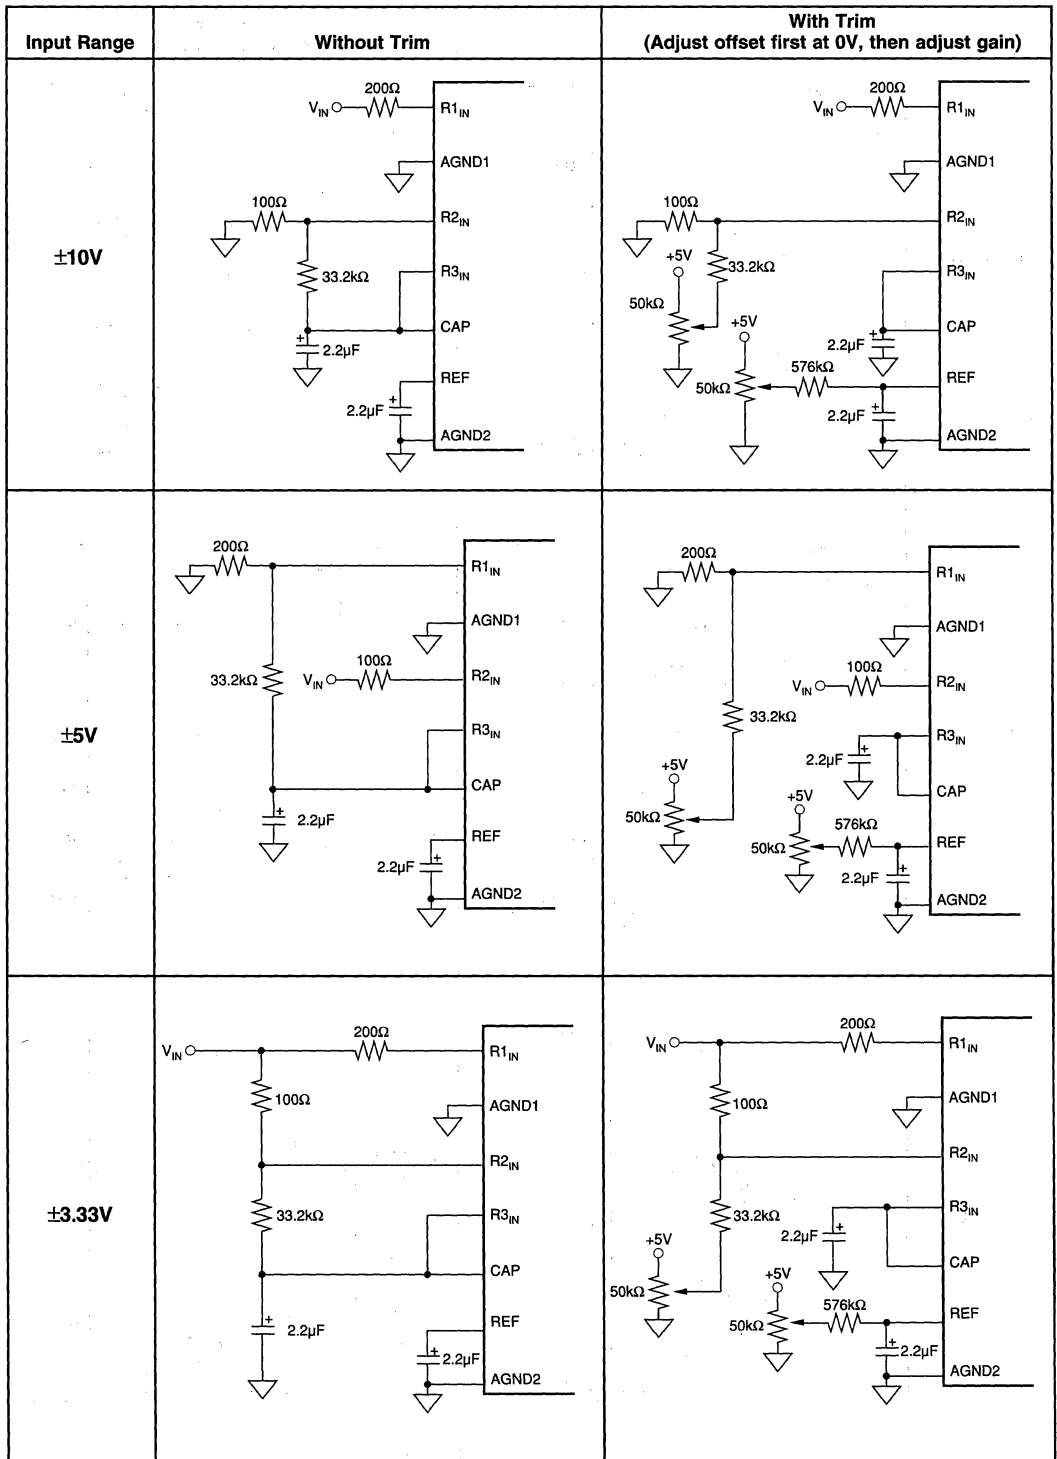 Input Range
Without Trim
With Trim
(Adjust offset first at 0V, then adjust gain)
±10V
200Ω
V_IN
R1_IN
AGND1
100Ω
R2_IN
33.2kΩ
R3_IN
CAP
2.2µF
REF
2.2µF
AGND2
200Ω
V_IN
R1_IN
AGND1
100Ω
R2_IN
+5V
33.2kΩ
R3_IN
50kΩ
+5V
CAP
2.2µF
576kΩ
REF
50kΩ
2.2µF
AGND2
±5V
200Ω
R1_IN
AGND1
100Ω
33.2kΩ
V_IN
R2_IN
R3_IN
CAP
2.2µF
REF
2.2µF
AGND2
200Ω
R1_IN
AGND1
100Ω
V_IN
R2_IN
33.2kΩ
R3_IN
2.2µF
+5V
CAP
+5V
50kΩ
576kΩ
REF
50kΩ
2.2µF
AGND2
±3.33V
200Ω
V_IN
R1_IN
100Ω
AGND1
R2_IN
33.2kΩ
R3_IN
CAP
2.2µF
REF
2.2µF
AGND2
200Ω
V_IN
R1_IN
100Ω
AGND1
R2_IN
33.2kΩ
R3_IN
2.2µF
+5V
CAP
+5V
50kΩ
576kΩ
REF
50kΩ
2.2µF
AGND2